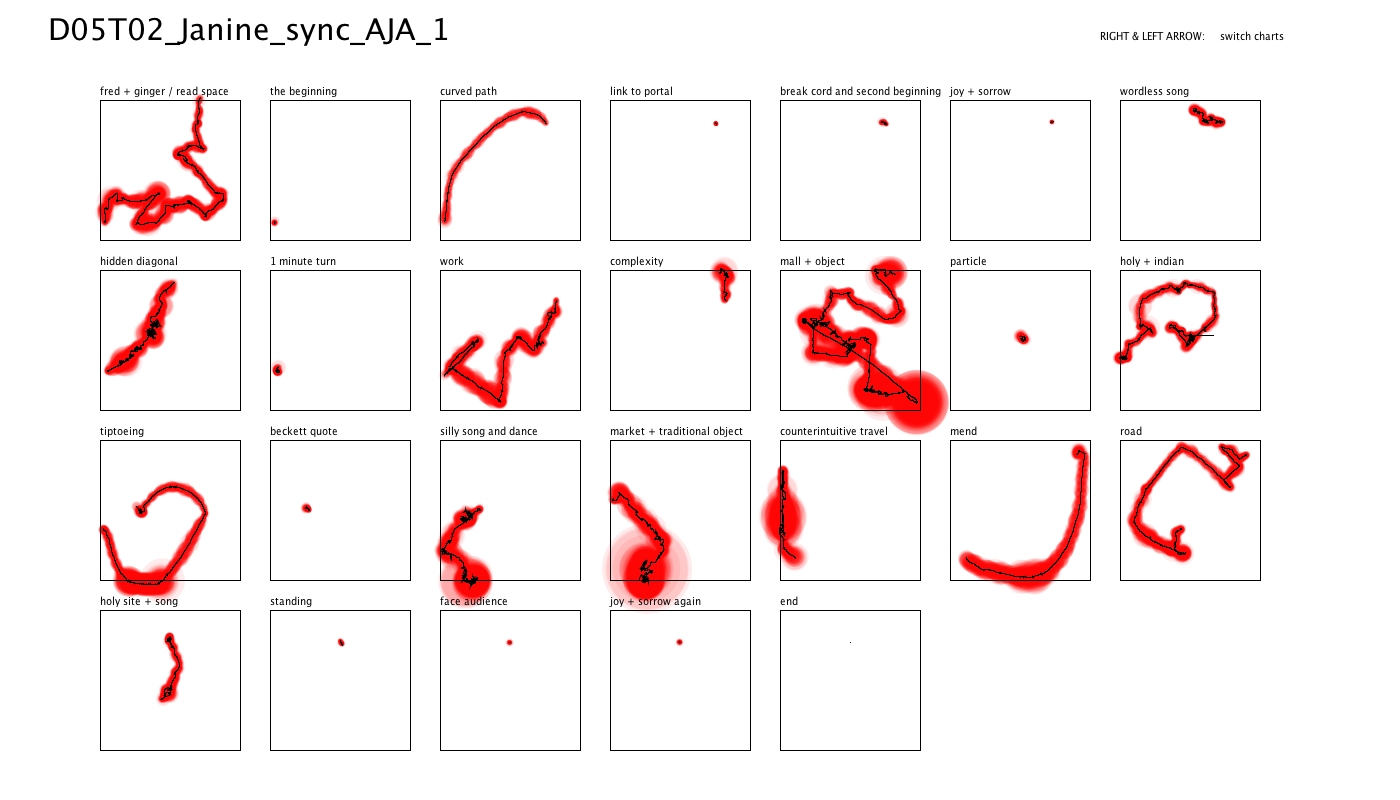 D05T02_Janine_sync_AJA_1
RIGHT & LEFT ARROW: switch charts
fred + ginger / read space
the beginning
curved path
link to portal
break cord and second beginning
joy + sorrow
wordless song
hidden diagonal
1 minute turn
work
complexity
mall + object
particle
holy + indian
tiptoeing
beckett quote
silly song and dance
market + traditional object
counterintuitive travel
mend
road
holy site + song
standing
face audience
joy + sorrow again
end